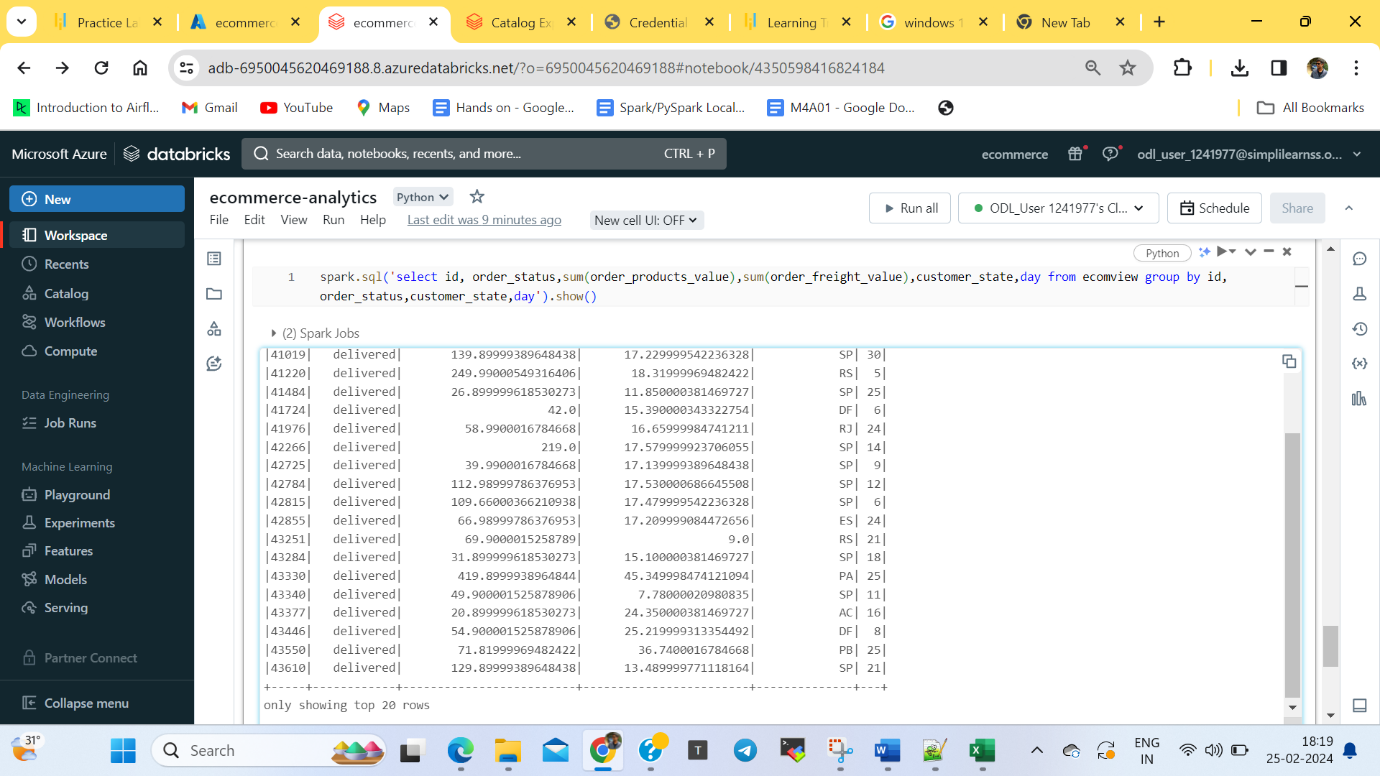 Practice La
ecommerc
ecommerc
Catalog Ex
Credential
Learning T
windows 1
New Tab
adb-6950045620469188.8.azuredatabricks.net/?o=6950045620469188#notebook/4350598416824184
Introduction to Airfl...
Gmail
YouTube
Maps
Hands on - Google...
Spark/PySpark Local...
M4A01 - Google Do...
All Bookmarks
Microsoft Azure
databricks
Search data, notebooks, recents, and more...
CTRL + P
ecommerce
odl_user_1241977@simplilearnss.o...
New
Workspace
Recents
Catalog
Workflows
Compute
Data Engineering
Job Runs
Machine Learning
Playground
Experiments
Features
Models
Serving
Partner Connect
Collapse menu
ecommerce-analytics
Python
File Edit View Run Help Last edit was 9 minutes ago New cell UI: OFF
Run all
ODL_User 1241977's Cl...
Schedule
Share
Python
1 spark.sql('select id, order_status,sum(order_products_value),sum(order_freight_value),customer_state,day from ecomview group by id,
order_status,customer_state,day').show()
(2) Spark Jobs
|41019| delivered| 139.89999389648438| 17.229999542236328| SP| 30|
|41220| delivered| 249.99000549316406| 18.31999969482422| RS| 5|
|41484| delivered| 26.899999618530273| 11.850000381469727| SP| 25|
|41724| delivered| 42.0| 15.390000343322754| DF| 6|
|41976| delivered| 58.9900016784668| 16.65999984741211| RJ| 24|
|42266| delivered| 219.0| 17.579999923706055| SP| 14|
|42725| delivered| 39.9900016784668| 17.139999389648438| SP| 9|
|42784| delivered| 112.98999786376953| 17.530000686645508| SP| 12|
|42815| delivered| 109.66000366210938| 17.479999542236328| SP| 6|
|42855| delivered| 66.98999786376953| 17.209999084472656| ES| 24|
|43251| delivered| 69.9000015258789| 9.0| RS| 21|
|43284| delivered| 31.899999618530273| 15.100000381469727| SP| 18|
|43330| delivered| 419.8999938964844| 45.349998474121094| PA| 25|
|43340| delivered| 49.900001525878906| 7.78000020980835| SP| 11|
|43377| delivered| 20.899999618530273| 24.350000381469727| AC| 16|
|43446| delivered| 54.900001525878906| 25.219999313354492| DF| 8|
|43550| delivered| 71.81999969482422| 36.7400016784668| PB| 25|
|43610| delivered| 129.89999389648438| 13.489999771118164| SP| 21|
+-----+------------+------------------------+-----------------------+--------------+---+
only showing top 20 rows
31°
Search
ENG
IN
18:19
25-02-2024